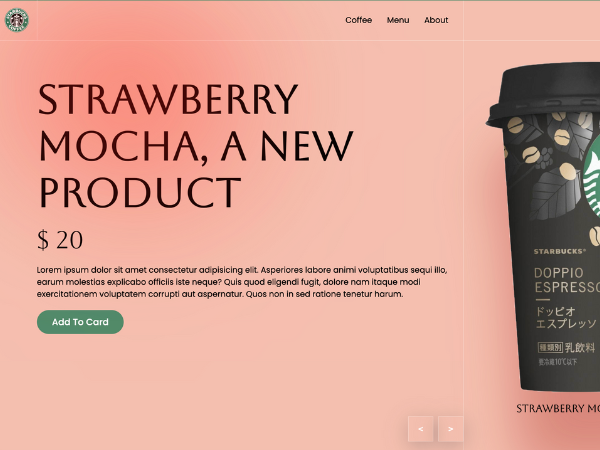 Coffee Menu About
STRAWBERRY
MOCHA, A NEW
PRODUCT
$ 20
Lorem ipsum dolor sit amet consectetur adipisicing elit. Asperiores labore animi voluptatibus sequi illo,
earum molestias explicabo officiis iste neque? Quis quod eligendi fugit, dolore nam itaque modi
exercitationem voluptatem corrupti aut aspernatur. Quos non in sed ratione tenetur harum.
Add To Card
< >
STARBUCKS®
DOPPIO
ESPRESSO
ドッピオ
エスプレッソ
種類別 乳飲料
要冷蔵10℃以下
STRAWBERRY MO